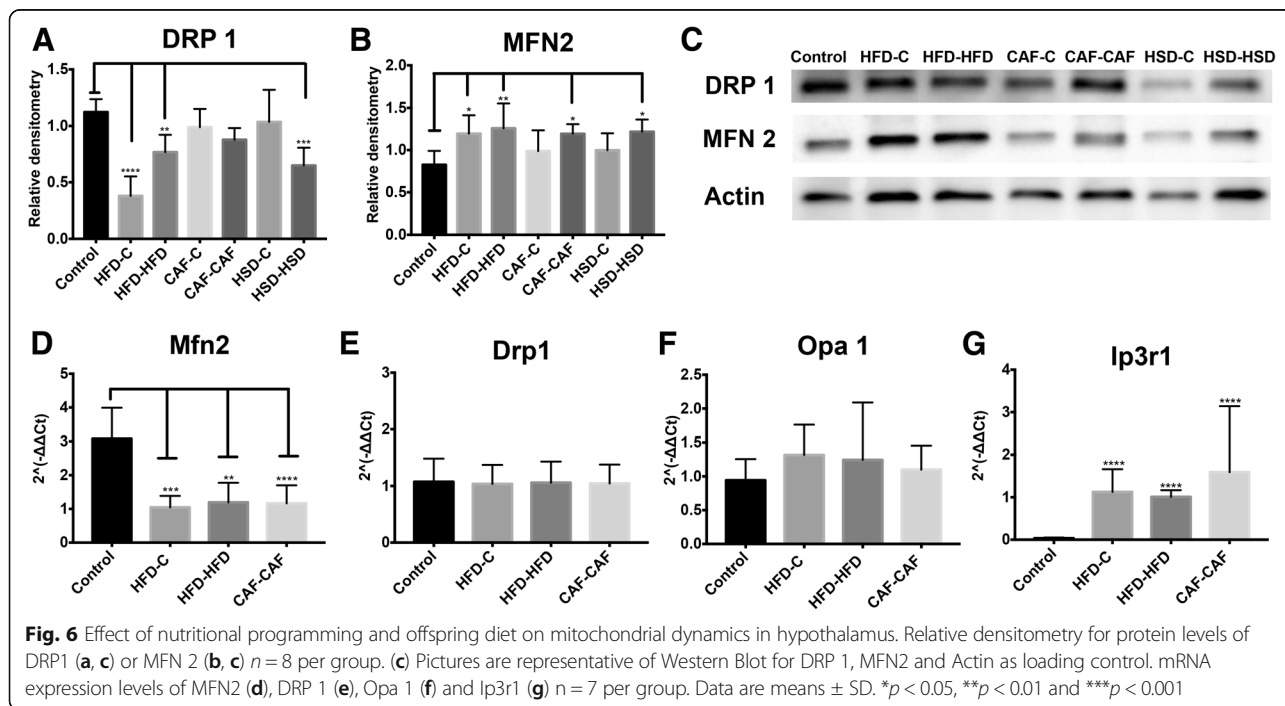 A
DRP 1
Relative densitometry
1.5
1.0
0.5
0.0
****
**
***
Control
HFD-C
HFD-HFD
CAF-C
CAF-CAF
HSD-C
HSD-HSD
B
MFN2
Relative densitometry
2.0
1.5
1.0
0.5
0.0
*
**
*
*
Control
HFD-C
HFD-HFD
CAF-C
CAF-CAF
HSD-C
HSD-HSD
C
Control HFD-C HFD-HFD CAF-C CAF-CAF HSD-C HSD-HSD
DRP 1
MFN 2
Actin
D
Mfn2
2^(-ΔΔCt)
5
4
3
2
1
0
***
**
****
Control
HFD-C
HFD-HFD
CAF-CAF
E
Drp1
2^(-ΔΔCt)
3
2
1
0
Control
HFD-C
HFD-HFD
CAF-CAF
F
Opa 1
2^(-ΔΔCt)
2.5
2.0
1.5
1.0
0.5
0.0
Control
HFD-C
HFD-HFD
CAF-CAF
G
Ip3r1
2^(-ΔΔCt)
4
3
2
1
0
****
****
****
Control
HFD-C
HFD-HFD
CAF-CAF
Fig. 6 Effect of nutritional programming and offspring diet on mitochondrial dynamics in hypothalamus. Relative densitometry for protein levels of
DRP1 (a, c) or MFN 2 (b, c) n = 8 per group. (c) Pictures are representative of Western Blot for DRP 1, MFN2 and Actin as loading control. mRNA
expression levels of MFN2 (d), DRP 1 (e), Opa 1 (f) and Ip3r1 (g) n = 7 per group. Data are means ± SD. *p < 0.05, **p < 0.01 and ***p < 0.001